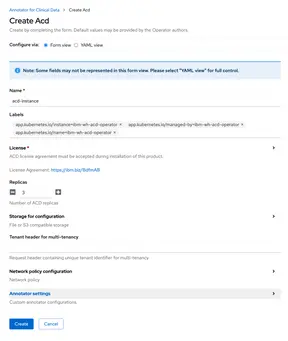 Annotator for Clinical Data > Create Acd
Create Acd
Create by completing the form. Default values may be provided by the Operator authors.
Configure via: Form view YAML view
Note: Some fields may not be represented in this form view. Please select "YAML view" for full control.
Name *
acd-instance
Labels
app.kubernetes.io/instance=ibm-wh-acd-operator × app.kubernetes.io/managed-by=ibm-wh-acd-operator ×
app.kubernetes.io/name=ibm-wh-acd-operator ×
License *
ACD license agreement must be accepted during installation of this product.
License Agreement:
Replicas
3
Number of ACD replicas
Storage for configuration
File or S3 compatible storage
Tenant header for multi-tenancy
Request header containing unique tenant identifier for multi-tenancy.
Network policy configuration
Network policy
Annotator settings
Custom annotator configurations.
Create Cancel